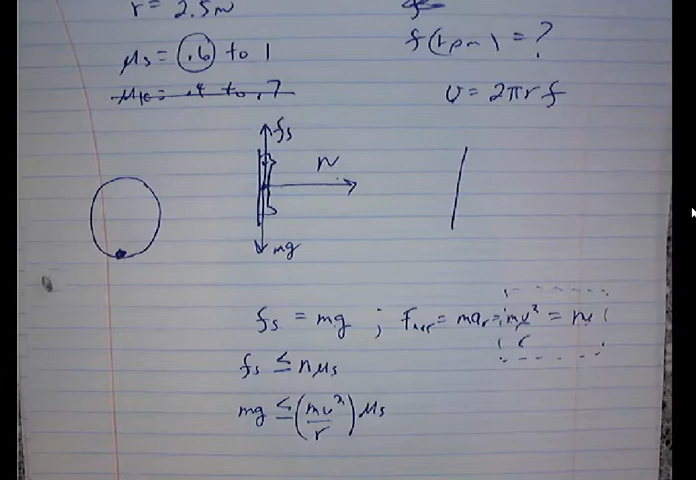 r = 2.5m
μs = .6 to 1
f(rpm) = ?
μk = .4 to .7
v = 2πrf
fs
n
mg
fs = mg ; Fnet = mar = mv²/r = n
fs ≤ nμs
mg ≤ (mv²/r) μs